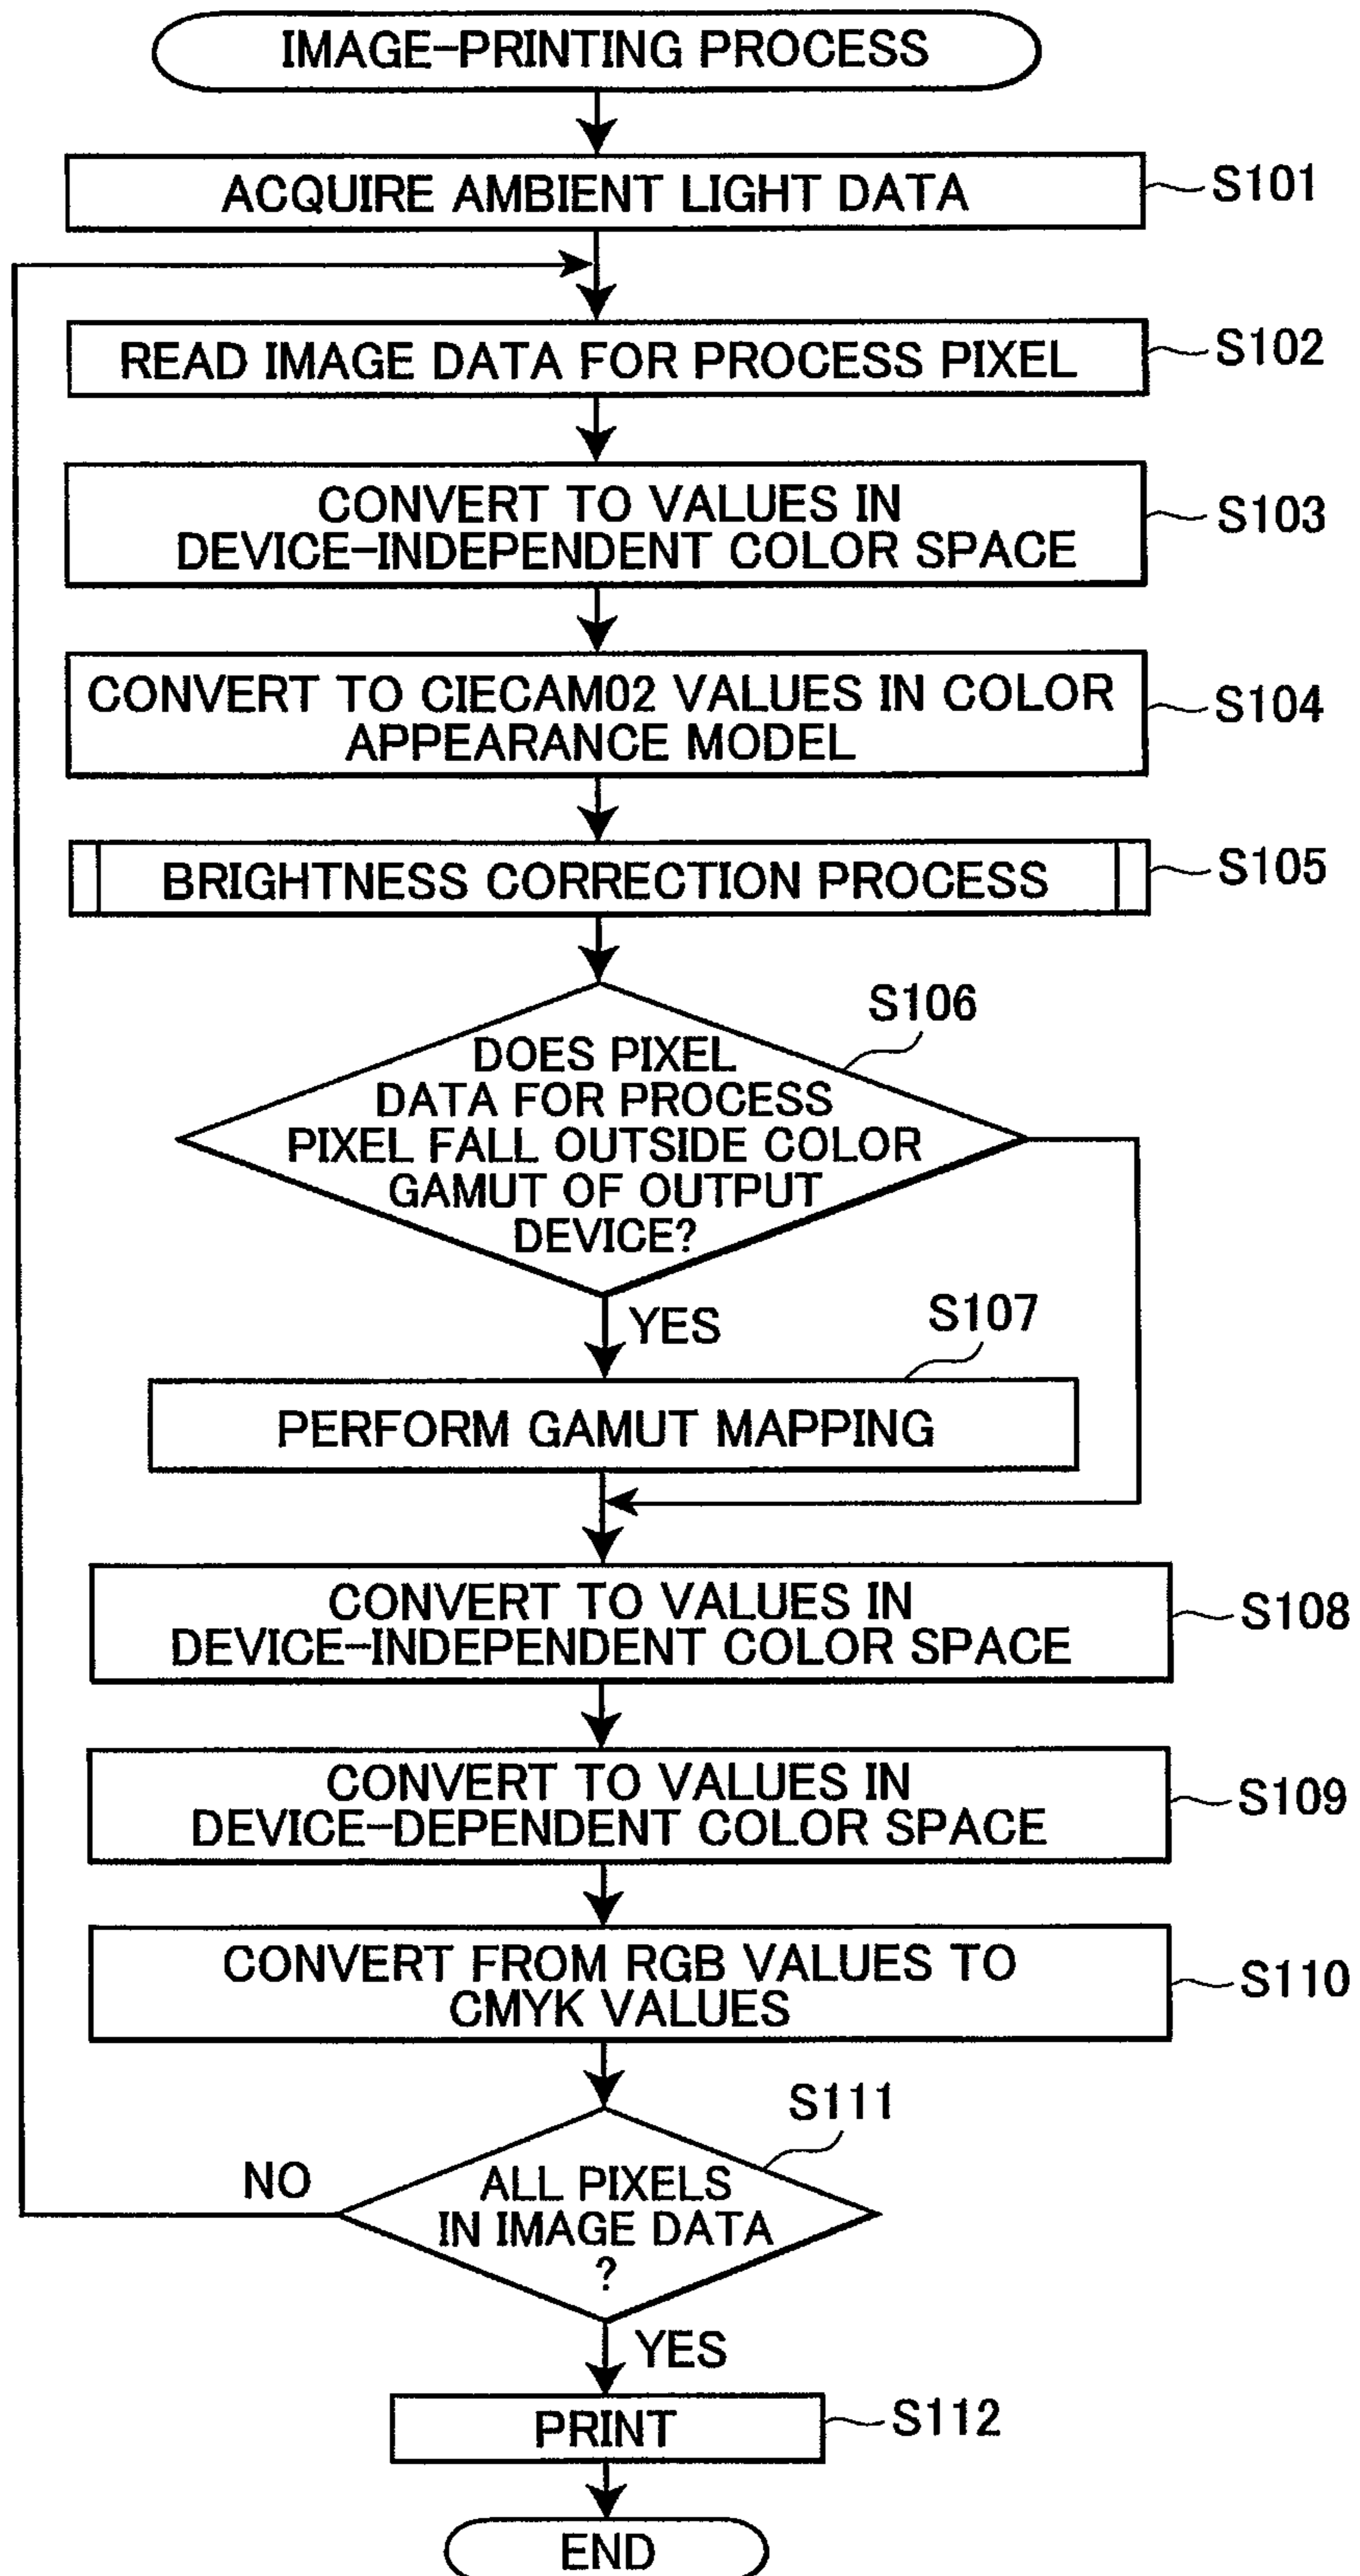 IMAGE-PRINTING PROCESS
ACQUIRE AMBIENT LIGHT DATA
S101
READ IMAGE DATA FOR PROCESS PIXEL
S102
CONVERT TO VALUES IN
DEVICE-INDEPENDENT COLOR SPACE
S103
CONVERT TO CIECAM02 VALUES IN COLOR
APPEARANCE MODEL
S104
BRIGHTNESS CORRECTION PROCESS
S105
S106
DOES PIXEL
DATA FOR PROCESS
PIXEL FALL OUTSIDE COLOR
GAMUT OF OUTPUT
DEVICE?
YES
S107
PERFORM GAMUT MAPPING
CONVERT TO VALUES IN
DEVICE-INDEPENDENT COLOR SPACE
S108
CONVERT TO VALUES IN
DEVICE-DEPENDENT COLOR SPACE
S109
CONVERT FROM RGB VALUES TO
CMYK VALUES
S110
S111
NO
ALL PIXELS
IN IMAGE DATA
?
YES
PRINT
S112
END